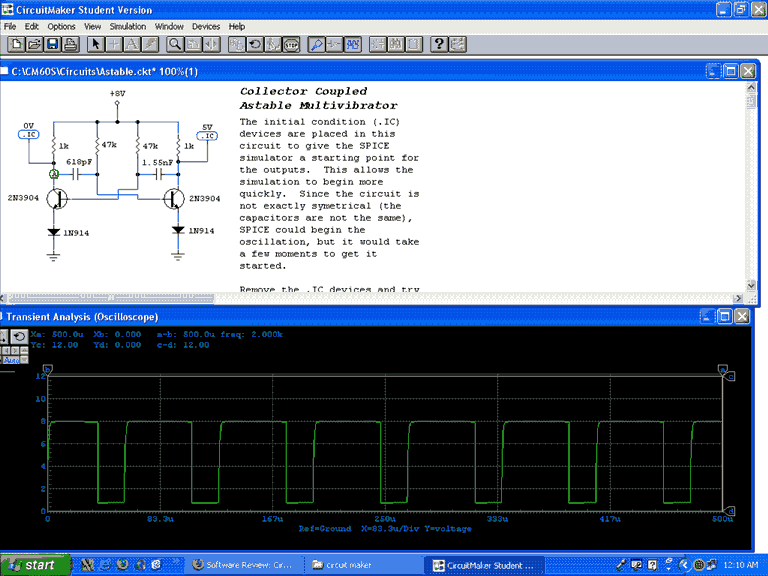 CircuitMaker Student Version
File Edit Options View Simulation Window Devices Help
C:\CM60S\Circuits\Astable.ckt* 100%(1)
+8V
0V
.IC
5V
.IC
1k
47k
47k
1k
618pF
1.55nF
A
2N3904
2N3904
1N914
1N914
Collector Coupled
Astable Multivibrator
The initial condition (.IC)
devices are placed in this
circuit to give the SPICE
simulator a starting point for
the outputs. This allows the
simulation to begin more
quickly. Since the circuit is
not exactly symetrical (the
capacitors are not the same),
SPICE could begin the
oscillation, but it would take
a few moments to get it
started.
Remove the .IC devices and try
Transient Analysis (Oscilloscope)
Xa: 500.0u Xb: 0.000 a-b: 500.0u freq: 2.000k
Yc: 12.00 Yd: 0.000 c-d: 12.00
Auto
b
a
12
c
10
8
6
4
2
0
d
0 83.3u 167u 250u 333u 417u 500u
Ref=Ground X=83.3u/Div Y=voltage
start
Software Review: Cir...
circuit maker
CircuitMaker Student ...
12:10 AM